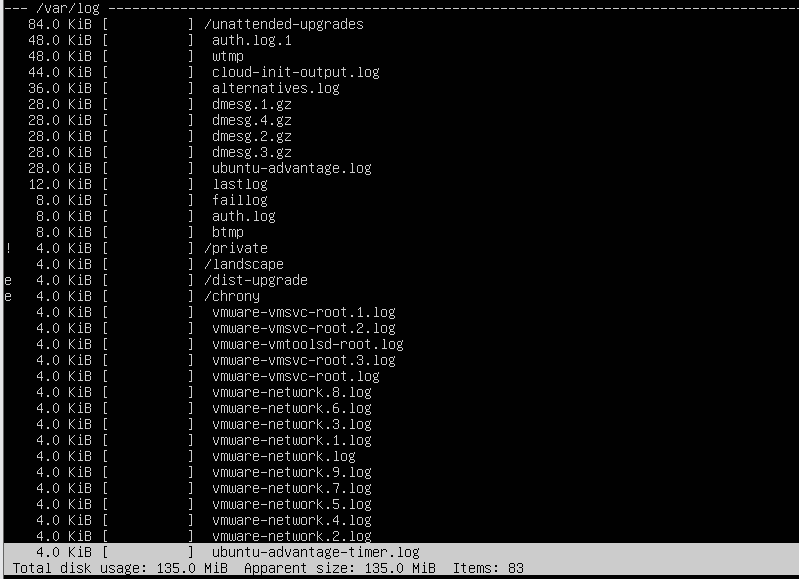 --- /var/log ---------------------------------------------------------------------------------------
84.0 KiB [          ] /unattended-upgrades
48.0 KiB [          ]  auth.log.1
48.0 KiB [          ]  wtmp
44.0 KiB [          ]  cloud-init-output.log
36.0 KiB [          ]  alternatives.log
28.0 KiB [          ]  dmesg.1.gz
28.0 KiB [          ]  dmesg.4.gz
28.0 KiB [          ]  dmesg.2.gz
28.0 KiB [          ]  dmesg.3.gz
28.0 KiB [          ]  ubuntu-advantage.log
12.0 KiB [          ]  lastlog
8.0 KiB [          ]  faillog
8.0 KiB [          ]  auth.log
8.0 KiB [          ]  btmp
! 4.0 KiB [          ] /private
4.0 KiB [          ] /landscape
e 4.0 KiB [          ] /dist-upgrade
e 4.0 KiB [          ] /chrony
4.0 KiB [          ]  vmware-vmsvc-root.1.log
4.0 KiB [          ]  vmware-vmsvc-root.2.log
4.0 KiB [          ]  vmware-vmtoolsd-root.log
4.0 KiB [          ]  vmware-vmsvc-root.3.log
4.0 KiB [          ]  vmware-vmsvc-root.log
4.0 KiB [          ]  vmware-network.8.log
4.0 KiB [          ]  vmware-network.6.log
4.0 KiB [          ]  vmware-network.3.log
4.0 KiB [          ]  vmware-network.1.log
4.0 KiB [          ]  vmware-network.log
4.0 KiB [          ]  vmware-network.9.log
4.0 KiB [          ]  vmware-network.7.log
4.0 KiB [          ]  vmware-network.5.log
4.0 KiB [          ]  vmware-network.4.log
4.0 KiB [          ]  vmware-network.2.log
4.0 KiB [          ]  ubuntu-advantage-timer.log
Total disk usage: 135.0 MiB  Apparent size: 135.0 MiB  Items: 83